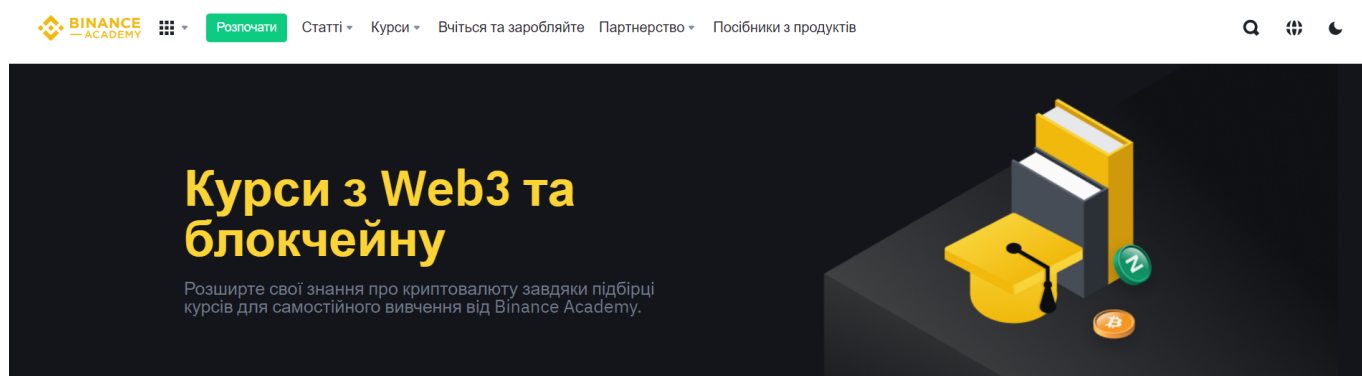 BINANCE
ACADEMY
Розпочати Статті Курси Вчіться та заробляйте Партнерство Посібники з продуктів
Курси з Web3 та
блокчейну
Розширте свої знання про криптовалюту завдяки підбірці
курсів для самостійного вивчення від Binance Academy.